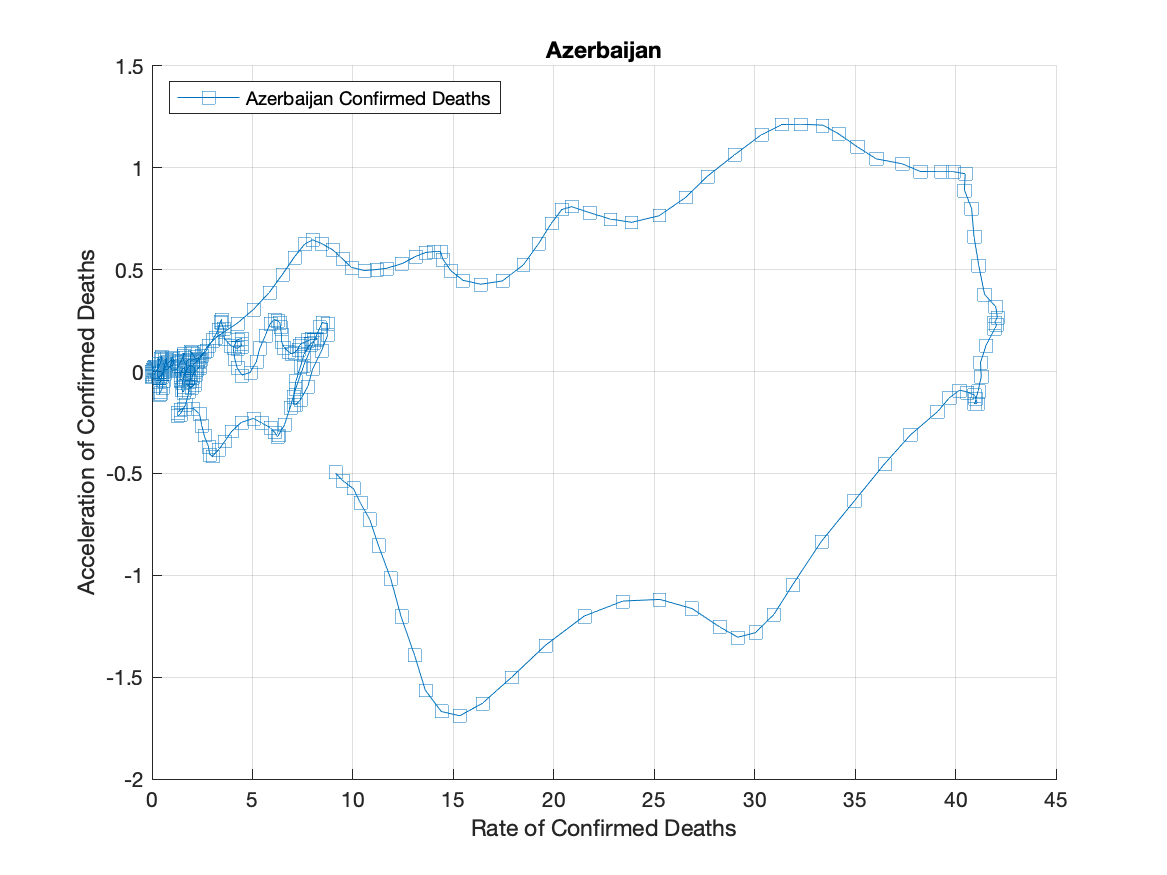 Azerbaijan
1.5
Azerbaijan Confirmed Deaths
1
0.5
0
-0.5
-1
-1.5
-2
Acceleration of Confirmed Deaths
0 5 10 15 20 25 30 35 40 45
Rate of Confirmed Deaths